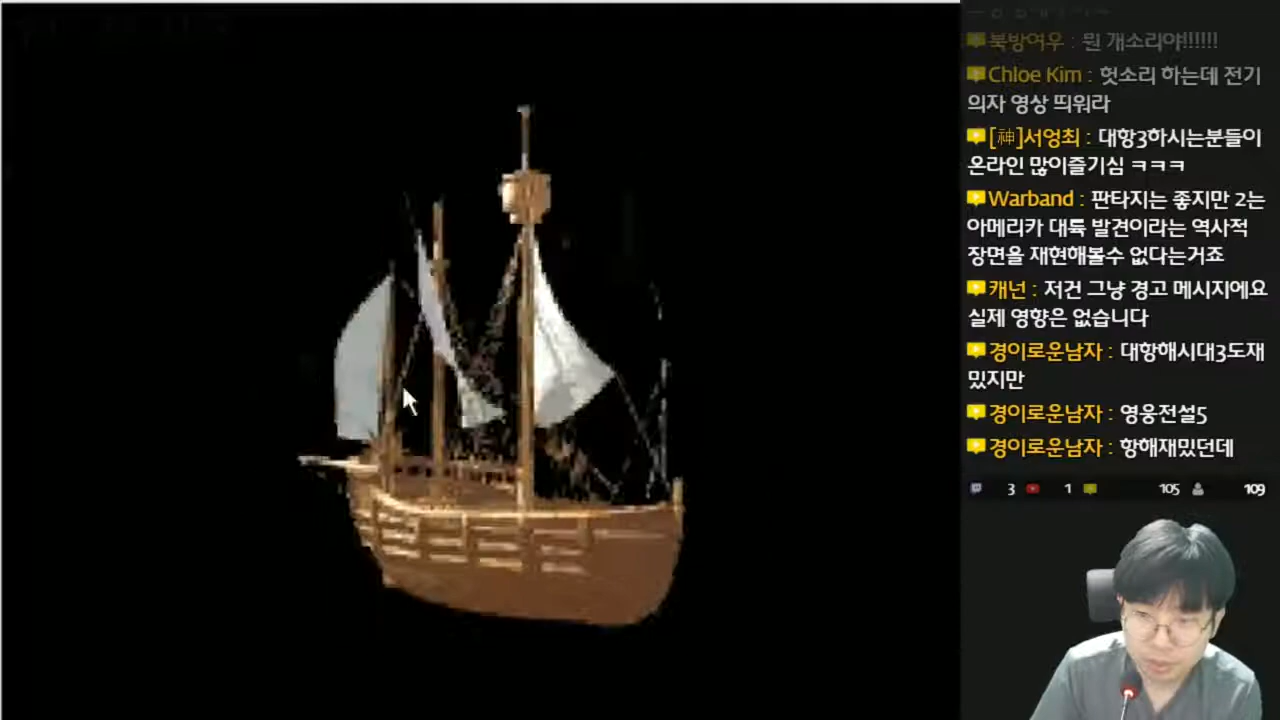 북방여우 : 뭔 개소리야!!!!!!
Chloe Kim : 헛소리 하는데 전기
의자 영상 띄워라
[神]서엉최 : 대항3하시는분들이
온라인 많이즐기심 ㅋㅋㅋ
Warband : 판타지는 좋지만 2는
아메리카 대륙 발견이라는 역사적
장면을 재현해볼수 없다는거죠
캐넌 : 저건 그냥 경고 메시지에요
실제 영향은 없습니다
경이로운남자 : 대항해시대3도재
밌지만
경이로운남자 : 영웅전설5
경이로운남자 : 항해재밌던데
3 1 105 109